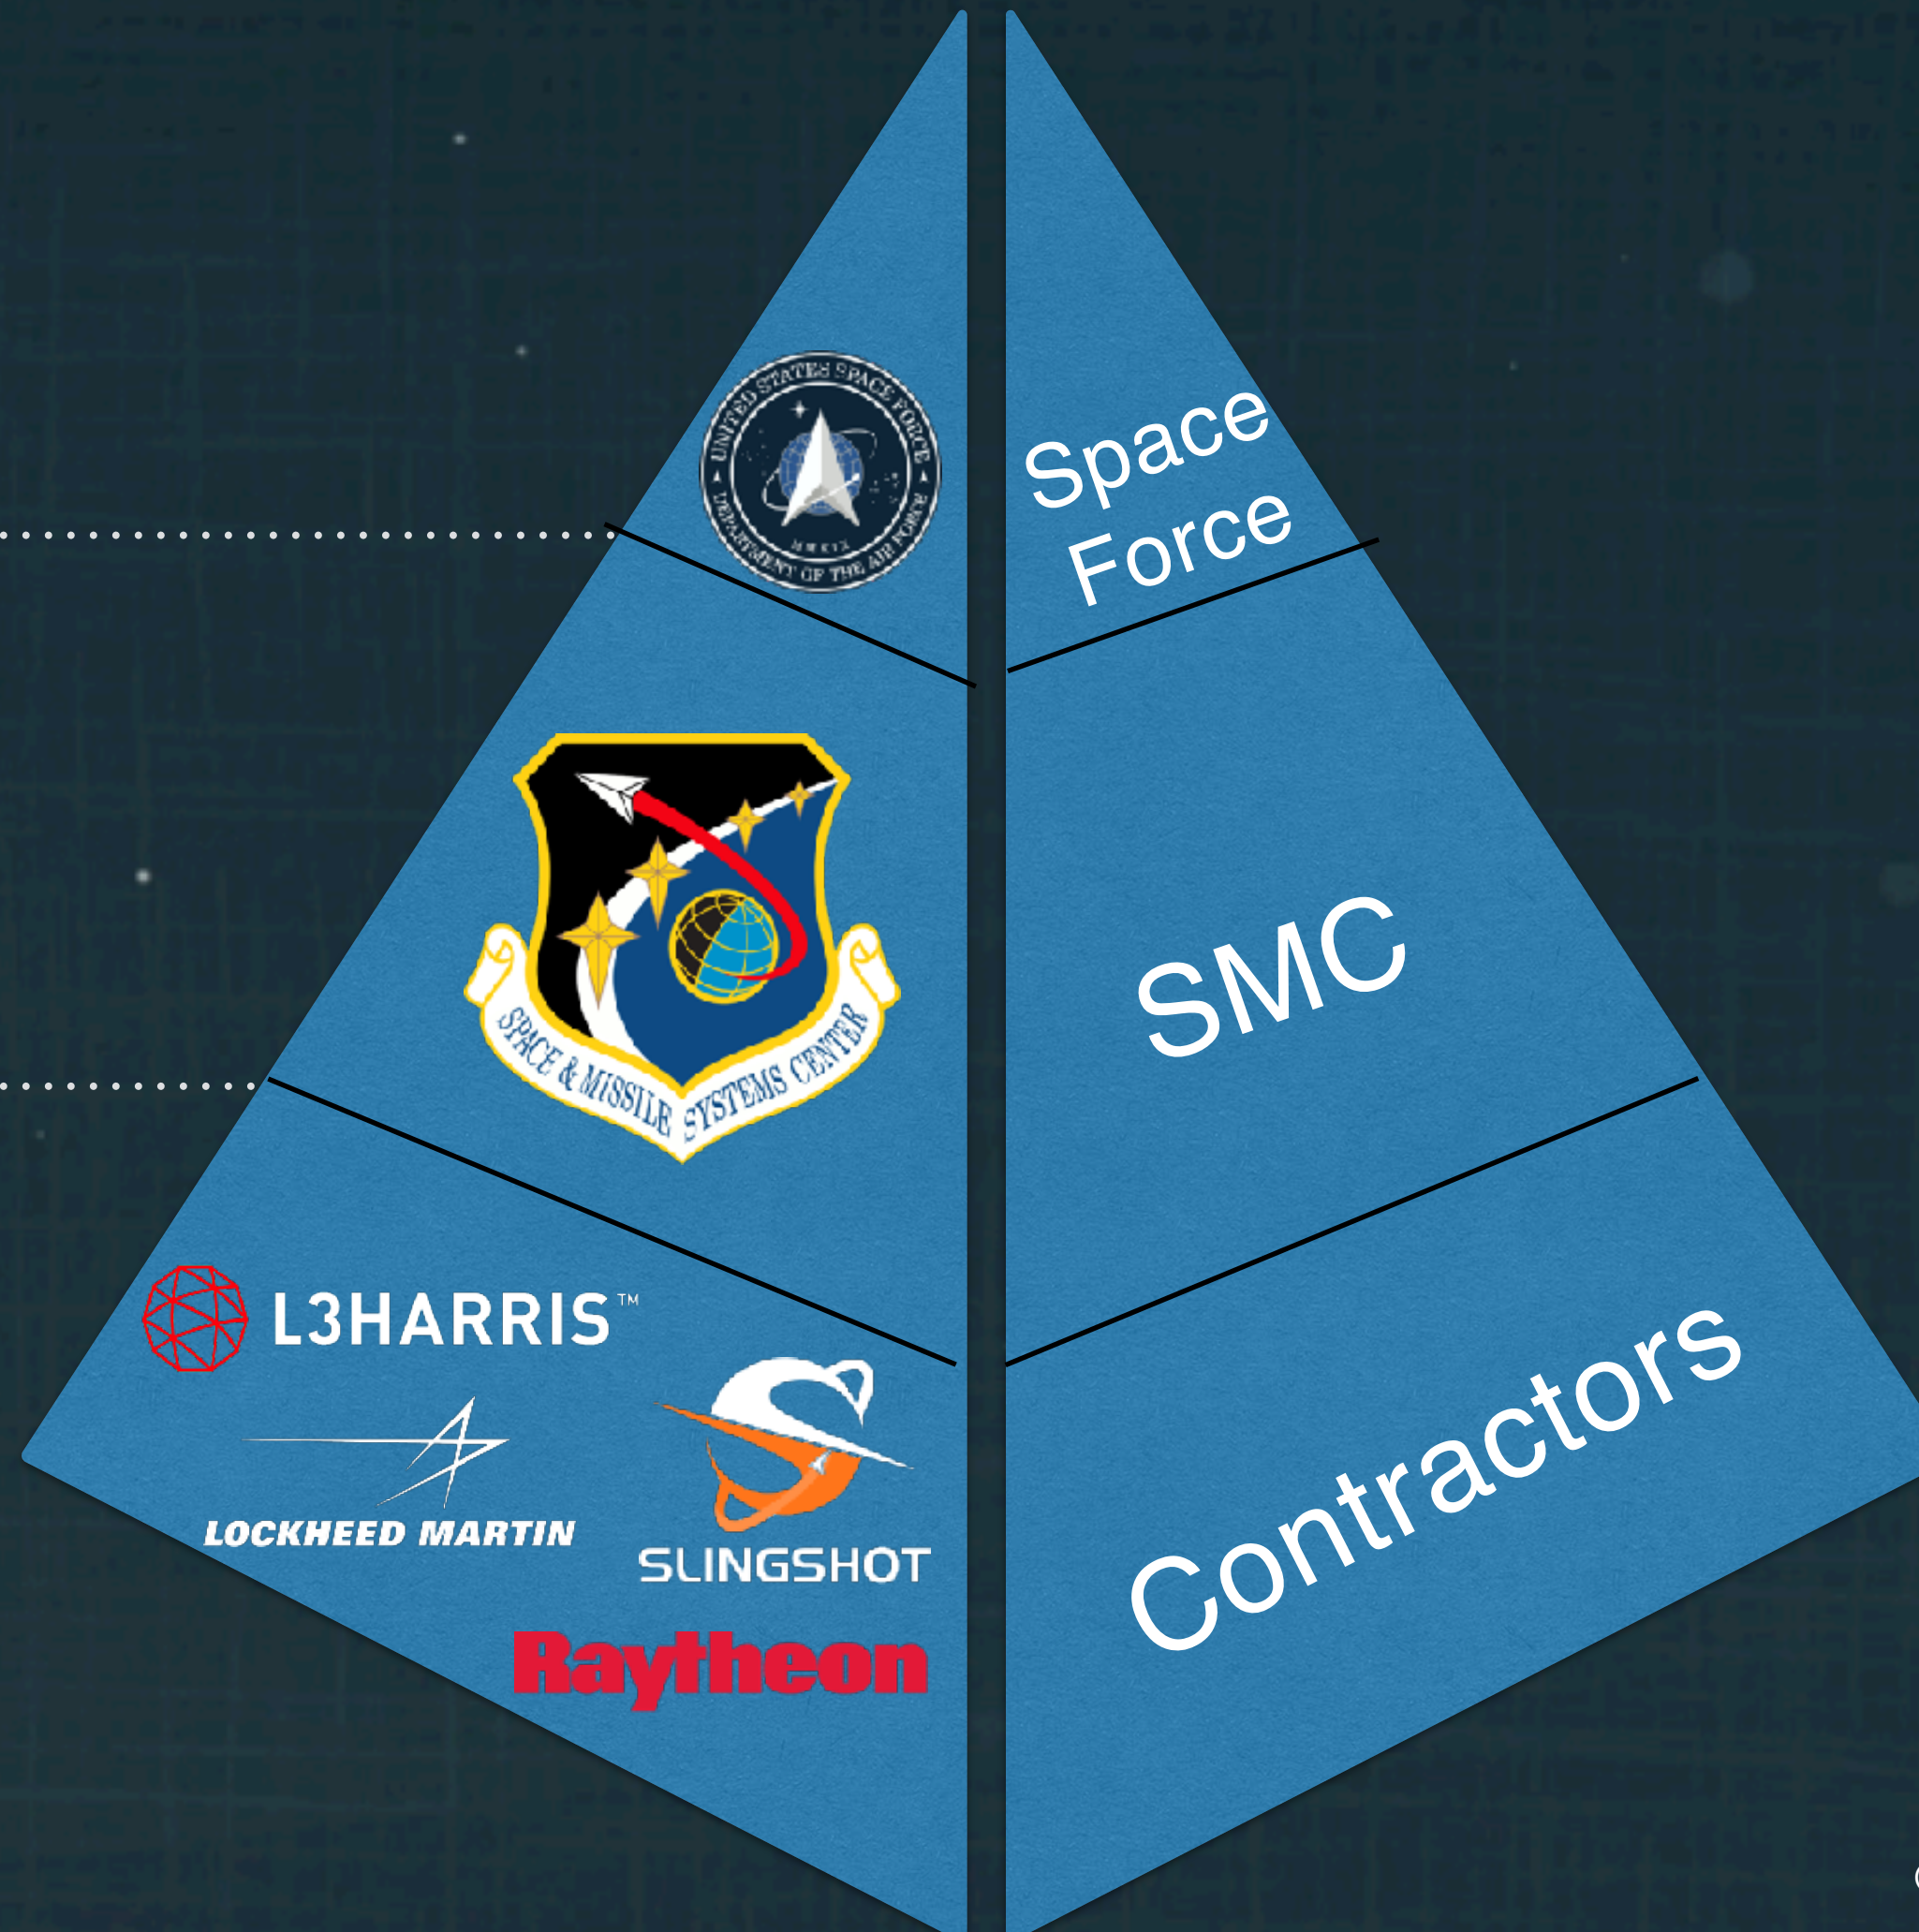 UNITED STATES SPACE FORCE
DEPARTMENT OF THE AIR FORCE
MMXIX
Space
Force
SPACE & MISSILE SYSTEMS CENTER
SMC
L3HARRIS™
LOCKHEED MARTIN
SLINGSHOT
Raytheon
Contractors